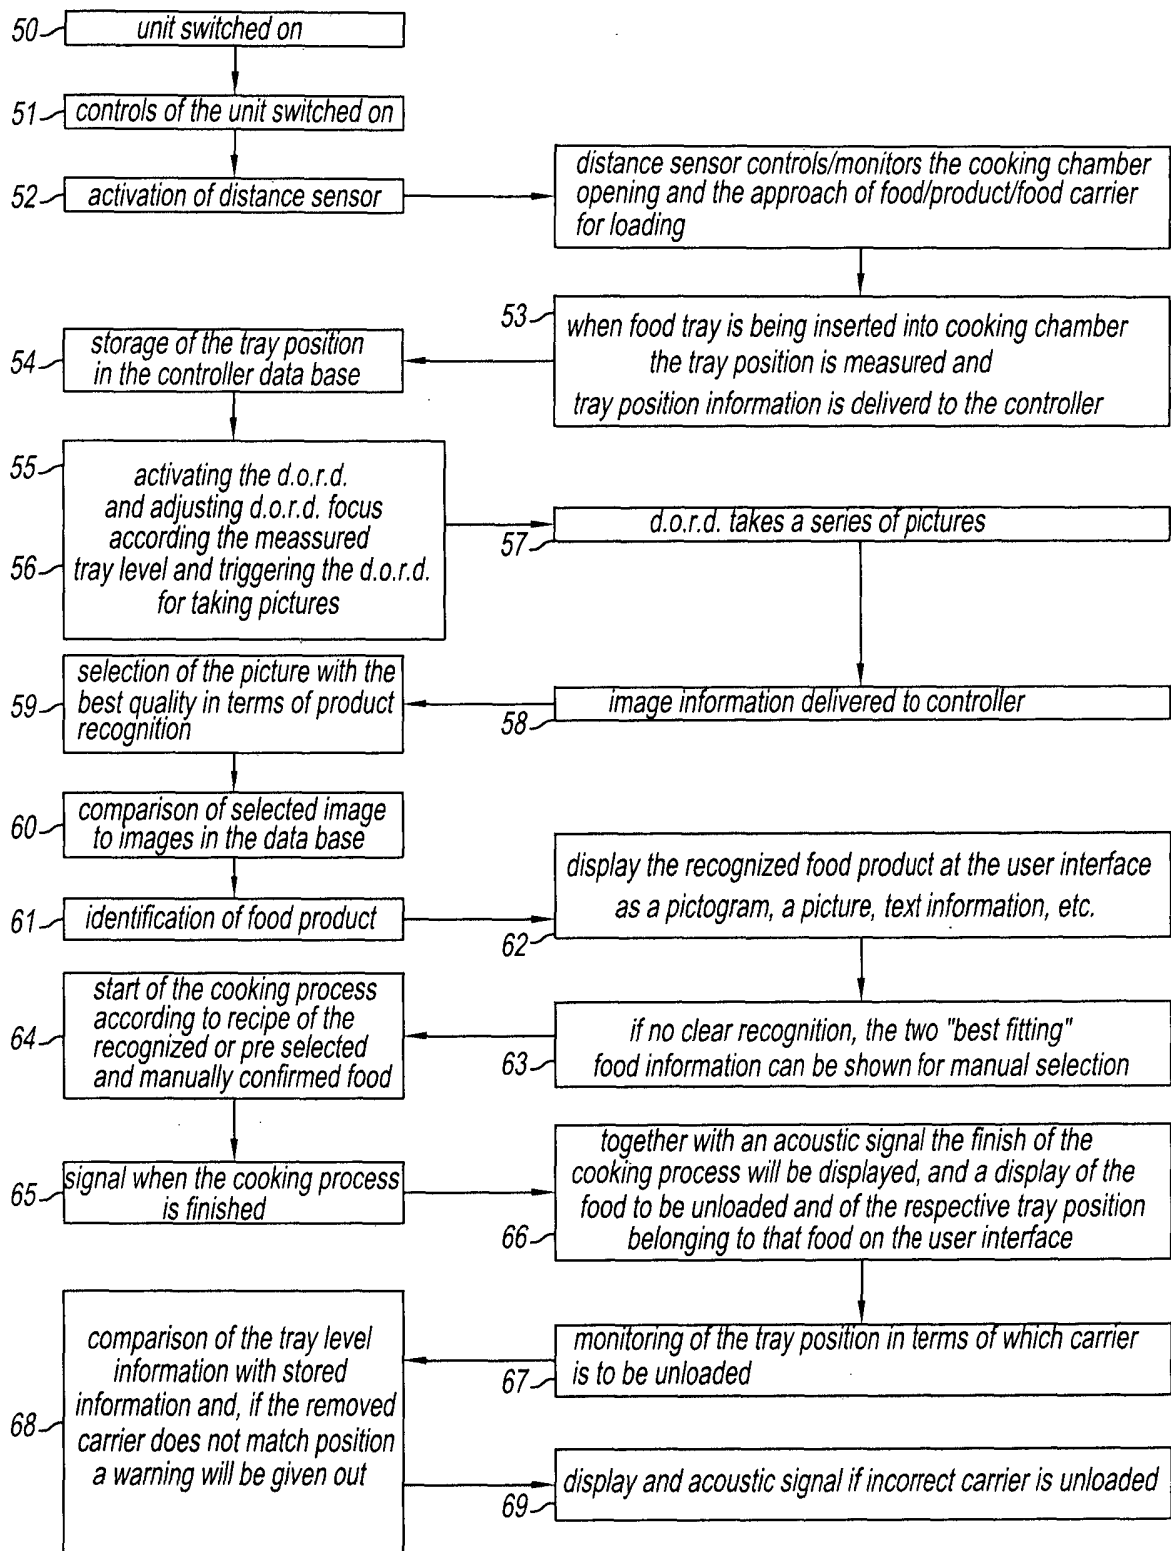 50
unit switched on
51
controls of the unit switched on
52
activation of distance sensor
distance sensor controls/monitors the cooking chamber
opening and the approach of food/product/food carrier
for loading
53
when food tray is being inserted into cooking chamber
the tray position is measured and
tray position information is deliverd to the controller
54
storage of the tray position
in the controller data base
55
activating the d.o.r.d.
and adjusting d.o.r.d. focus
according the meassured
56
tray level and triggering the d.o.r.d.
for taking pictures
57
d.o.r.d. takes a series of pictures
58
image information delivered to controller
59
selection of the picture with the
best quality in terms of product
recognition
60
comparison of selected image
to images in the data base
61
identification of food product
62
display the recognized food product at the user interface
as a pictogram, a picture, text information, etc.
63
if no clear recognition, the two "best fitting"
food information can be shown for manual selection
64
start of the cooking process
according to recipe of the
recognized or pre selected
and manually confirmed food
65
signal when the cooking process
is finished
66
together with an acoustic signal the finish of the
cooking process will be displayed, and a display of the
food to be unloaded and of the respective tray position
belonging to that food on the user interface
67
monitoring of the tray position in terms of which carrier
is to be unloaded
68
comparison of the tray level
information with stored
information and, if the removed
carrier does not match position
a warning will be given out
69
display and acoustic signal if incorrect carrier is unloaded